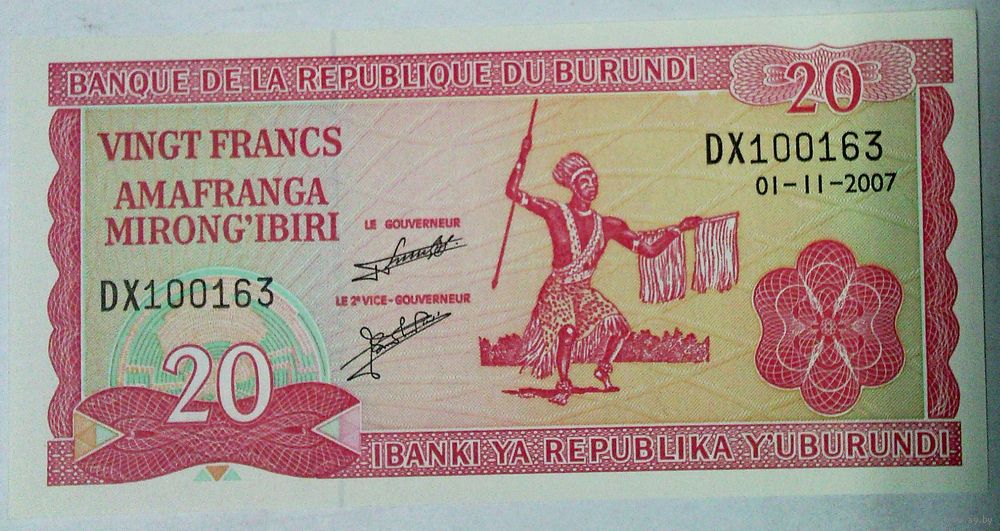 BANQUE DE LA REPUBLIQUE DU BURUNDI
20
VINGT FRANCS
AMAFRANGA
MIRONG'IBIRI
DX100163
01-11-2007
LE GOUVERNEUR
DX100163
LE 2e VICE-GOUVERNEUR
20
IBANKI YA REPUBLIKA Y'UBURUNDI